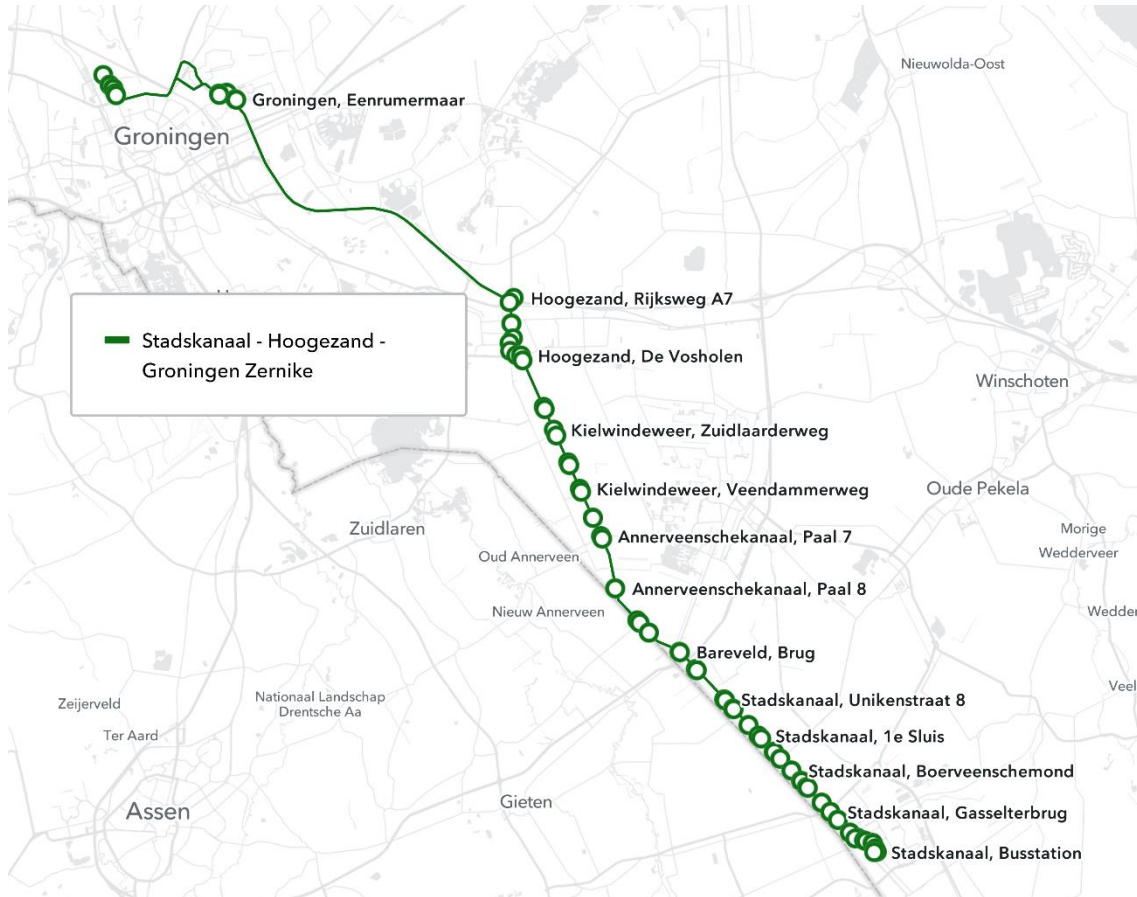 Nieuwolda-Oost
Groningen, Eenrumermaar
Groningen
Hoogezand, Rijksweg A7
Stadskanaal - Hoogezand -
Groningen Zernike
Hoogezand, De Vosholen
Winschoten
Kielwindeweer, Zuidlaarderweg
Kielwindeweer, Veendammerweg
Oude Pekela
Zuidlaren
Annerveenschekanaal, Paal 7
Morige
Wedderveer
Oud Annerveen
Annerveenschekanaal, Paal 8
Nieuw Annerveen
Wedder
Bareveld, Brug
Veel
Nationaal Landschap
Drentsche Aa
Zeijerveld
Stadskanaal, Unikenstraat 8
Ter Aard
Stadskanaal, 1e Sluis
Stadskanaal, Boerveenschemond
Gieten
Assen
Stadskanaal, Gasselterbrug
Stadskanaal, Busstation